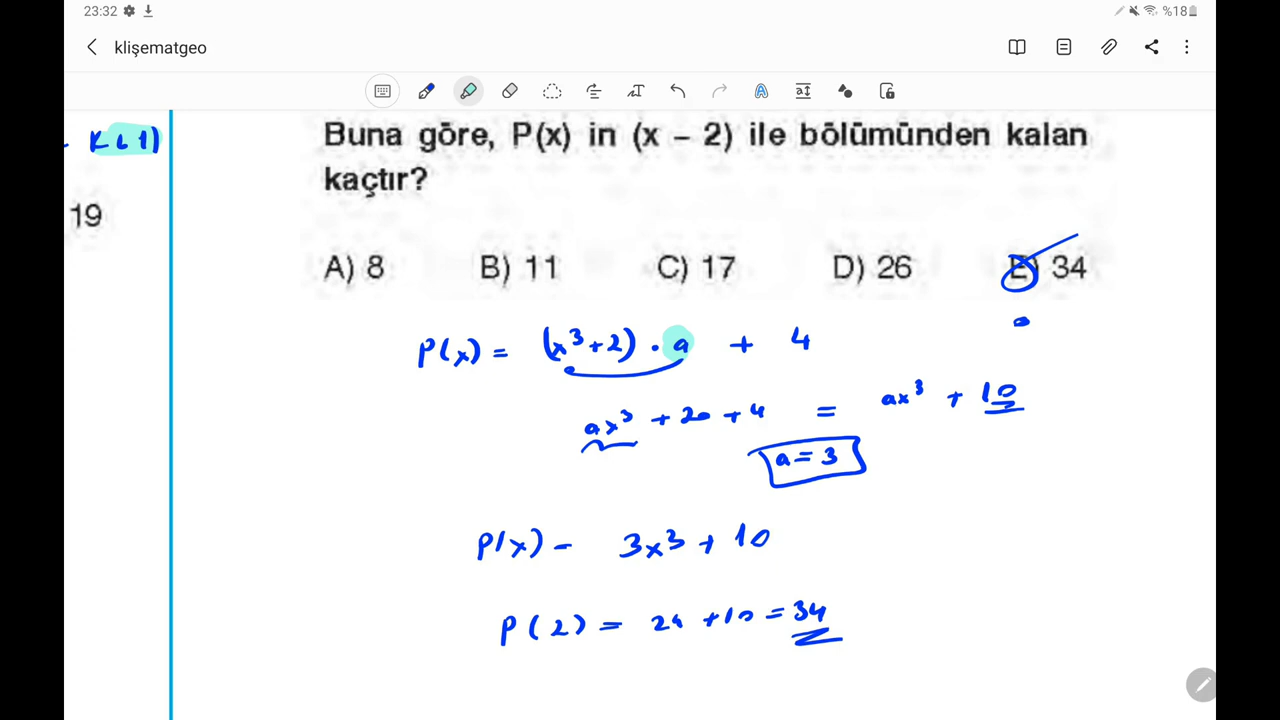 23:32 %18
klişematgeo
K(1)
19
Buna göre, P(x) in (x – 2) ile bölümünden kalan
kaçtır?
A) 8 B) 11 C) 17 D) 26 E) 34
P(x) = (x³+2) . a + 4
ax³ + 2a + 4 = ax³ + 10
a = 3
P(x) – 3x³ + 10
P(2) = 24 + 10 = 34